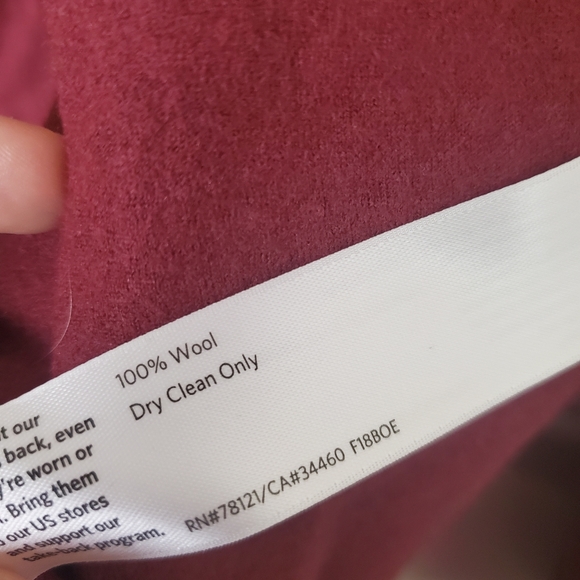 t our
back, even
're worn or
. Bring them
our US stores
and support our
take-back program.
100% Wool
Dry Clean Only
RN#78121/CA#34460 F18BOE